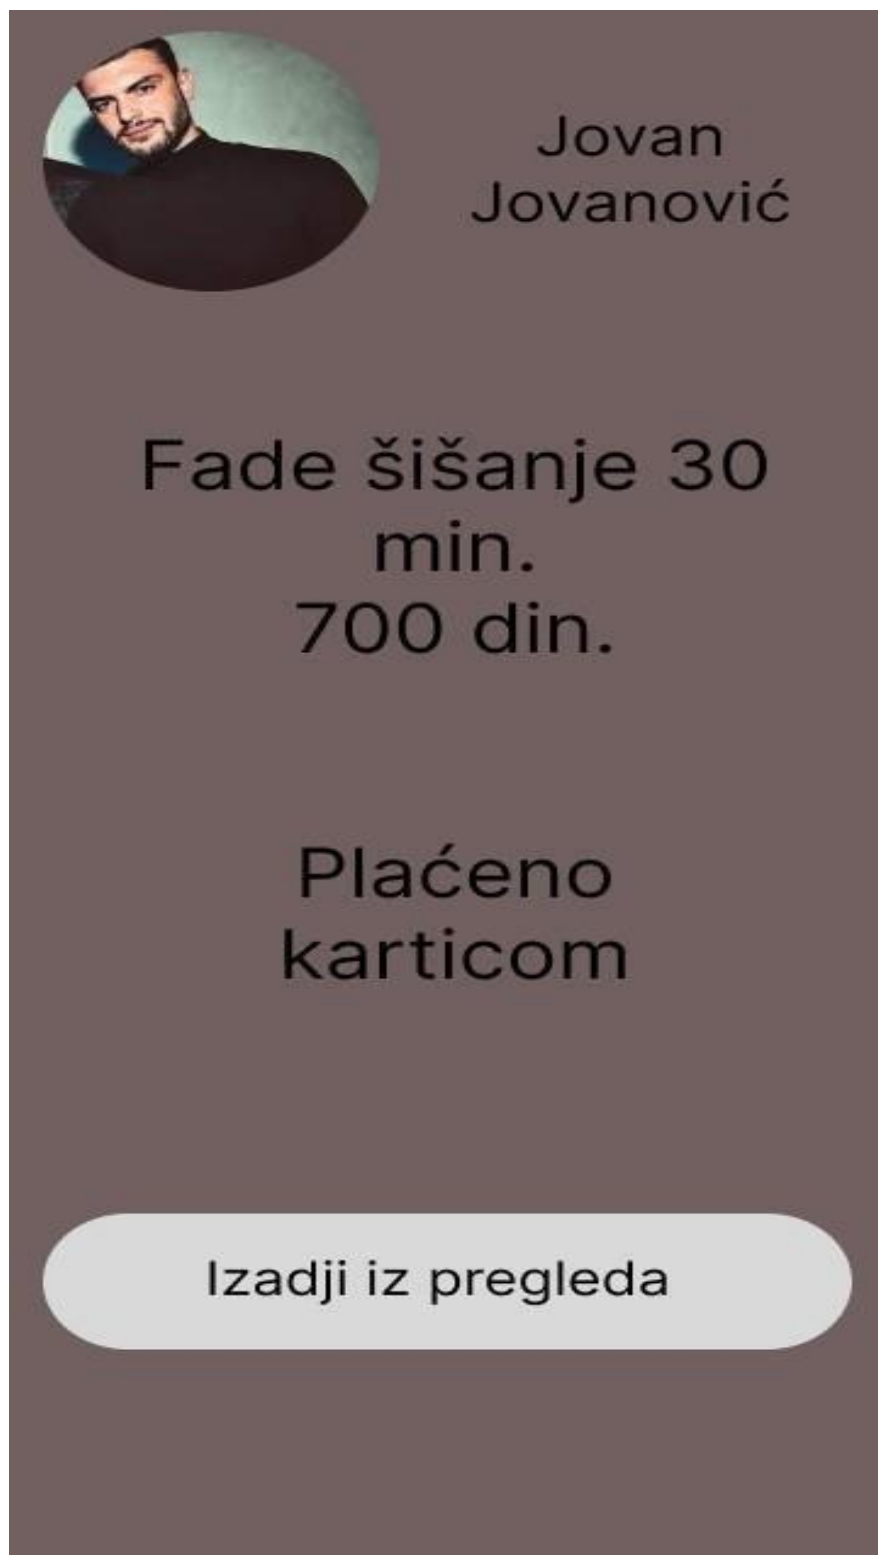 Jovan
Jovanović
Fade šišanje 30
min.
700 din.
Plaćeno
karticom
Izadji iz pregleda